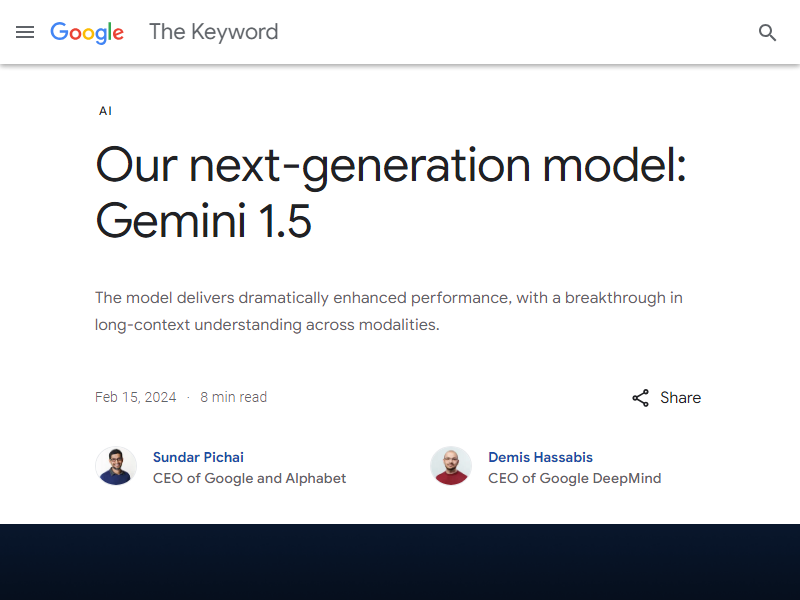 Google The Keyword
AI
Our next-generation model:
Gemini 1.5
The model delivers dramatically enhanced performance, with a breakthrough in
long-context understanding across modalities.
Feb 15, 2024 · 8 min read
Share
Sundar Pichai
CEO of Google and Alphabet
Demis Hassabis
CEO of Google DeepMind